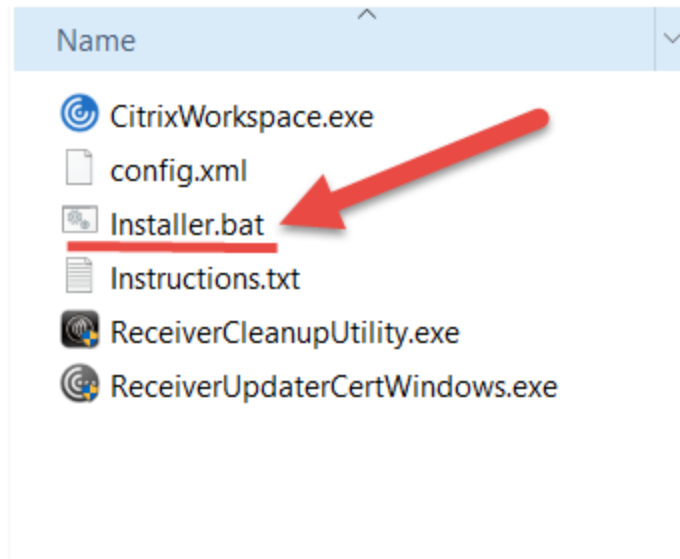 Name
CitrixWorkspace.exe
config.xml
Installer.bat
Instructions.txt
ReceiverCleanupUtility.exe
ReceiverUpdaterCertWindows.exe